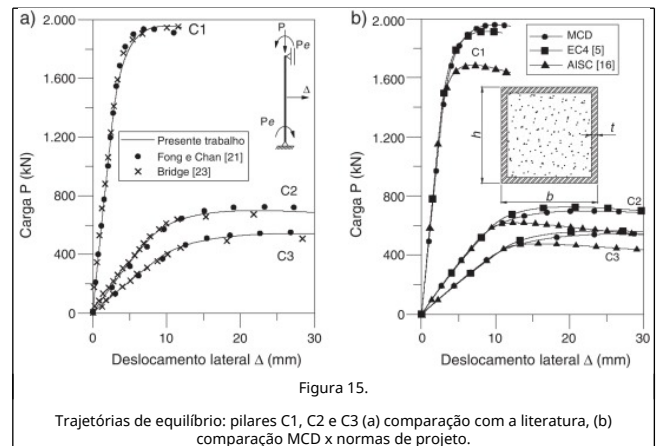 a)
Carga P (kN)
2.000
1.600
1.200
800
400
0
0
10
20
30
Deslocamento lateral Δ (mm)
C1
C2
C3
P
Pe
Δ
Pe
Presente trabalho
Fong e Chan [21]
Bridge [23]
b)
Carga P (kN)
2.000
1.600
1.200
800
400
0
0
10
20
30
Deslocamento lateral Δ (mm)
C1
C2
C3
MCD
EC4 [5]
AISC [16]
h
b
t
Figura 15.
Trajetórias de equilíbrio: pilares C1, C2 e C3 (a) comparação com a literatura, (b)
comparação MCD x normas de projeto.